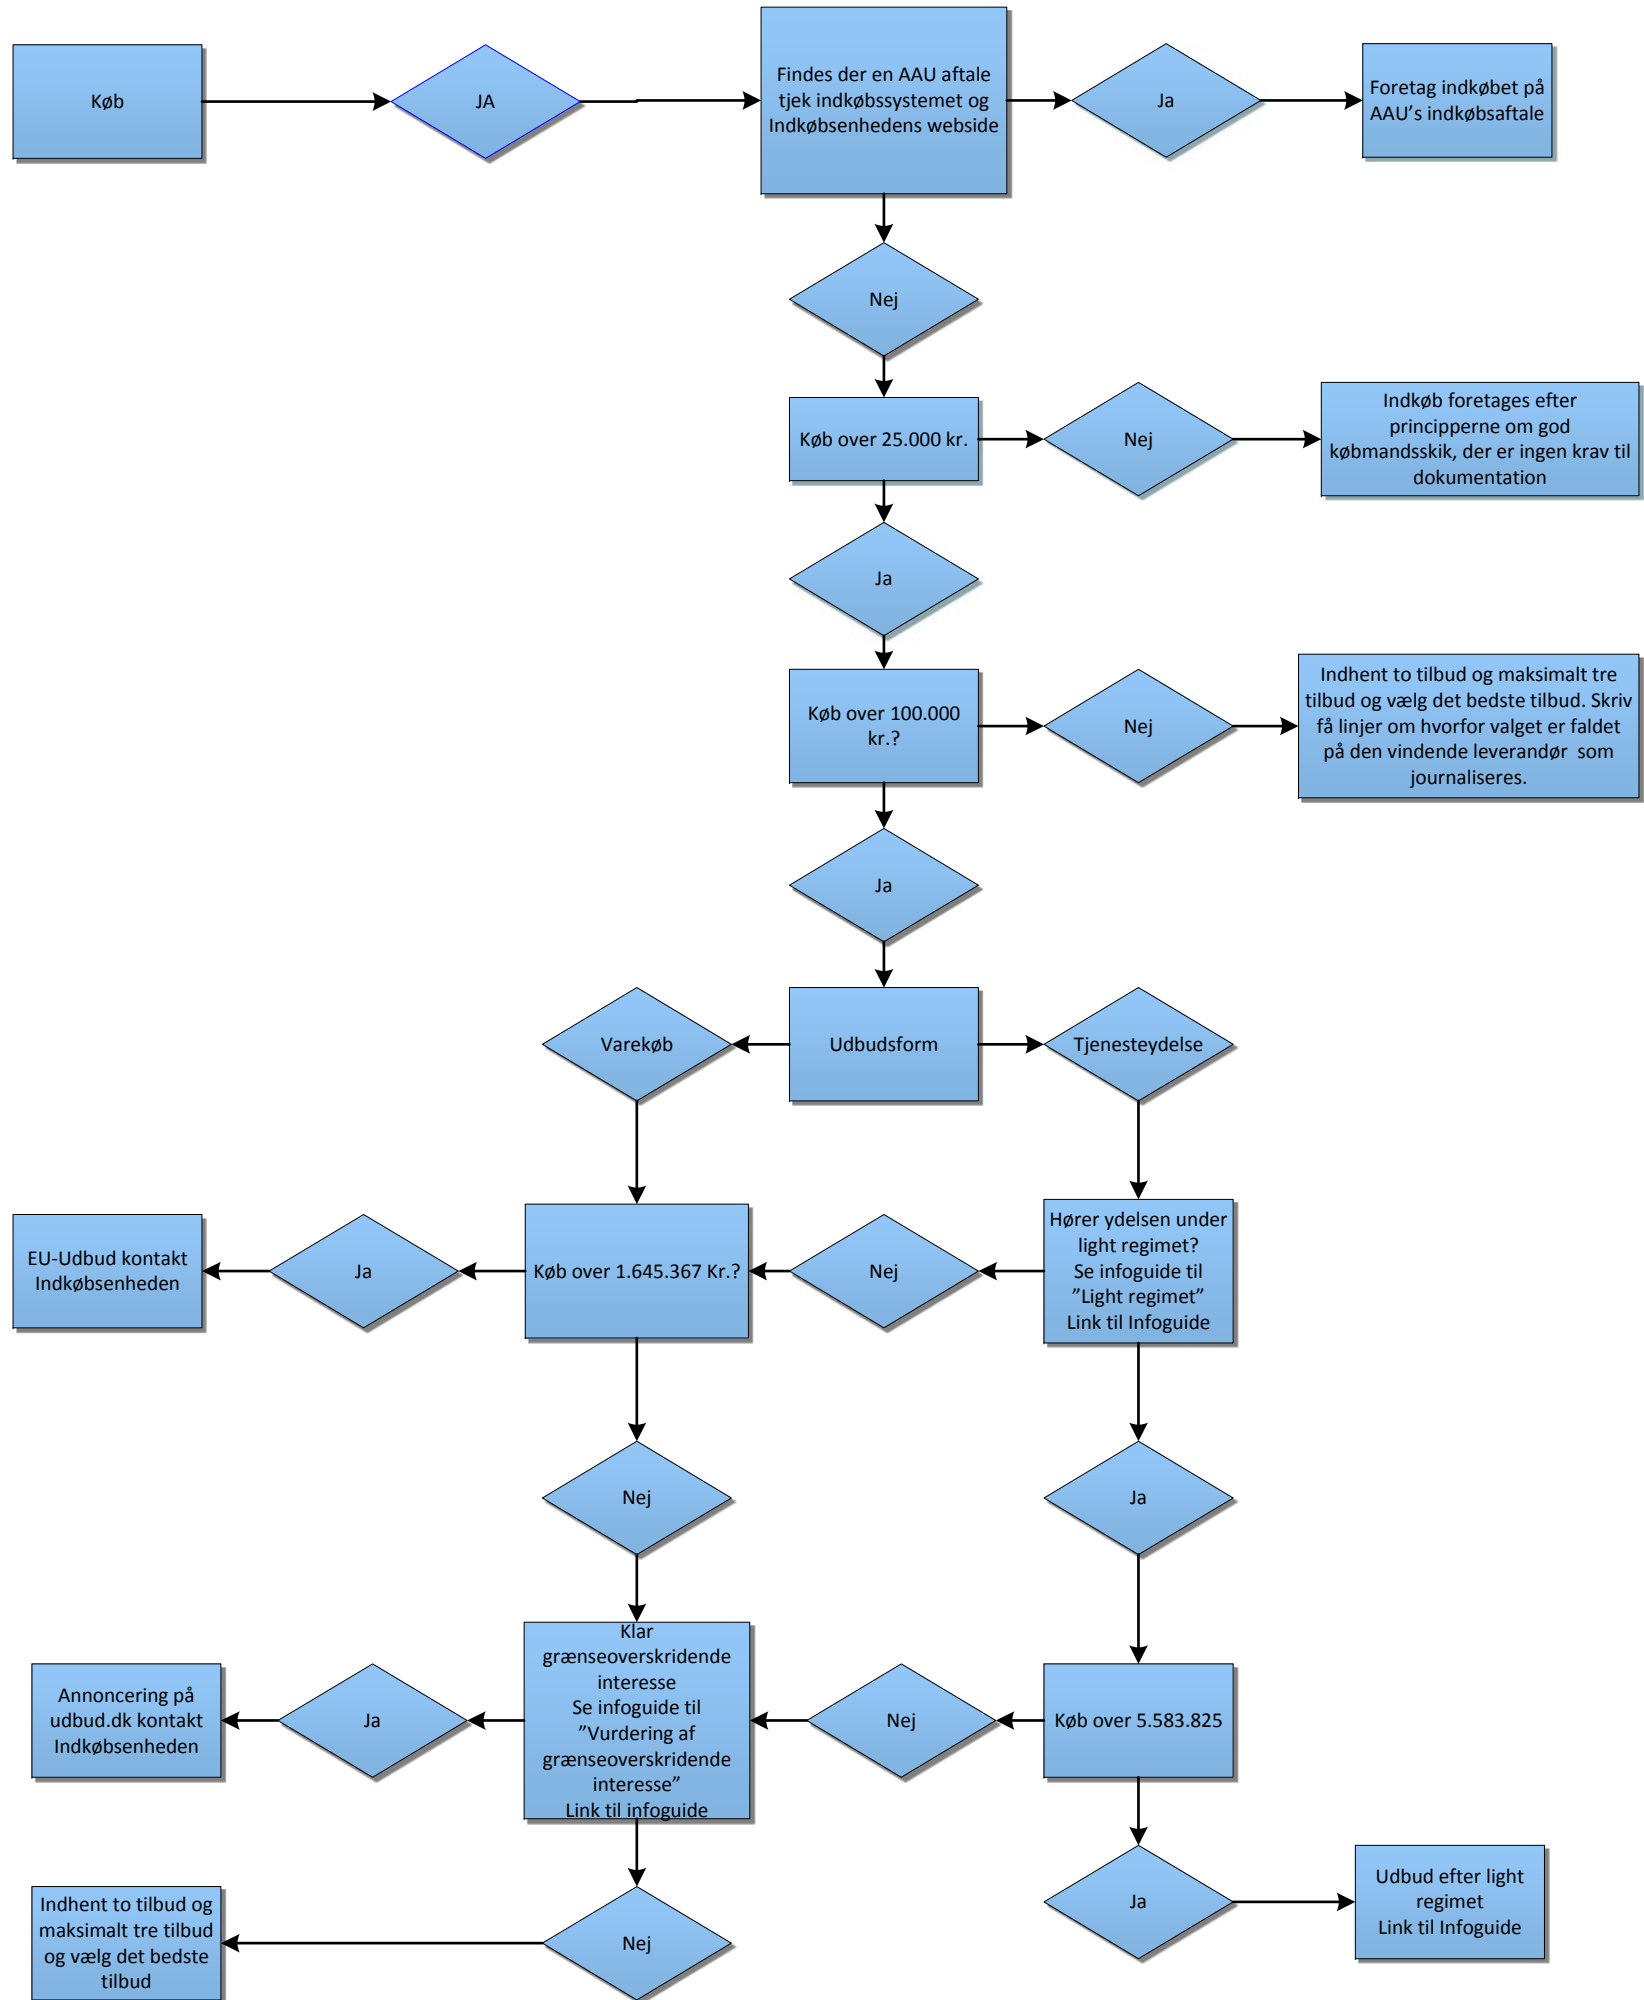 Køb
JA
Findes der en AAU aftale
tjek indkøbssystemet og
Indkøbsenhedens webside
Ja
Foretag indkøbet på
AAU's indkøbsaftale
Nej
Køb over 25.000 kr.
Nej
Indkøb foretages efter
principperne om god
købmandsskik, der er ingen krav til
dokumentation
Ja
Køb over 100.000
kr.?
Nej
Indhent to tilbud og maksimalt tre
tilbud og vælg det bedste tilbud. Skriv
få linjer om hvorfor valget er faldet
på den vindende leverandør  som
journaliseres.
Ja
Varekøb
Udbudsform
Tjenesteydelse
EU-Udbud kontakt
Indkøbsenheden
Ja
Køb over 1.645.367 Kr.?
Nej
Hører ydelsen under
light regimet?
Se infoguide til
”Light regimet”
Link til Infoguide
Nej
Ja
Annoncering på
udbud.dk kontakt
Indkøbsenheden
Ja
Klar
grænseoverskridende
interesse
Se infoguide til
”Vurdering af
grænseoverskridende
interesse”
Link til infoguide
Nej
Køb over 5.583.825
Indhent to tilbud og
maksimalt tre tilbud
og vælg det bedste
tilbud
Nej
Ja
Udbud efter light
regimet
Link til Infoguide